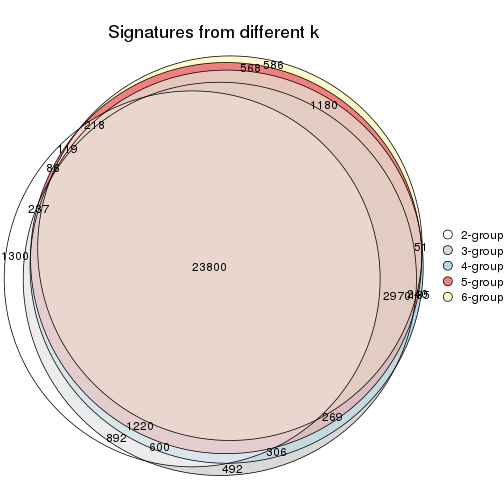 Signatures from different k
568
586
1180
218
119
86
237
51
1300
23800
2970
269
1220
892
600
306
492
2-group
3-group
4-group
5-group
6-group